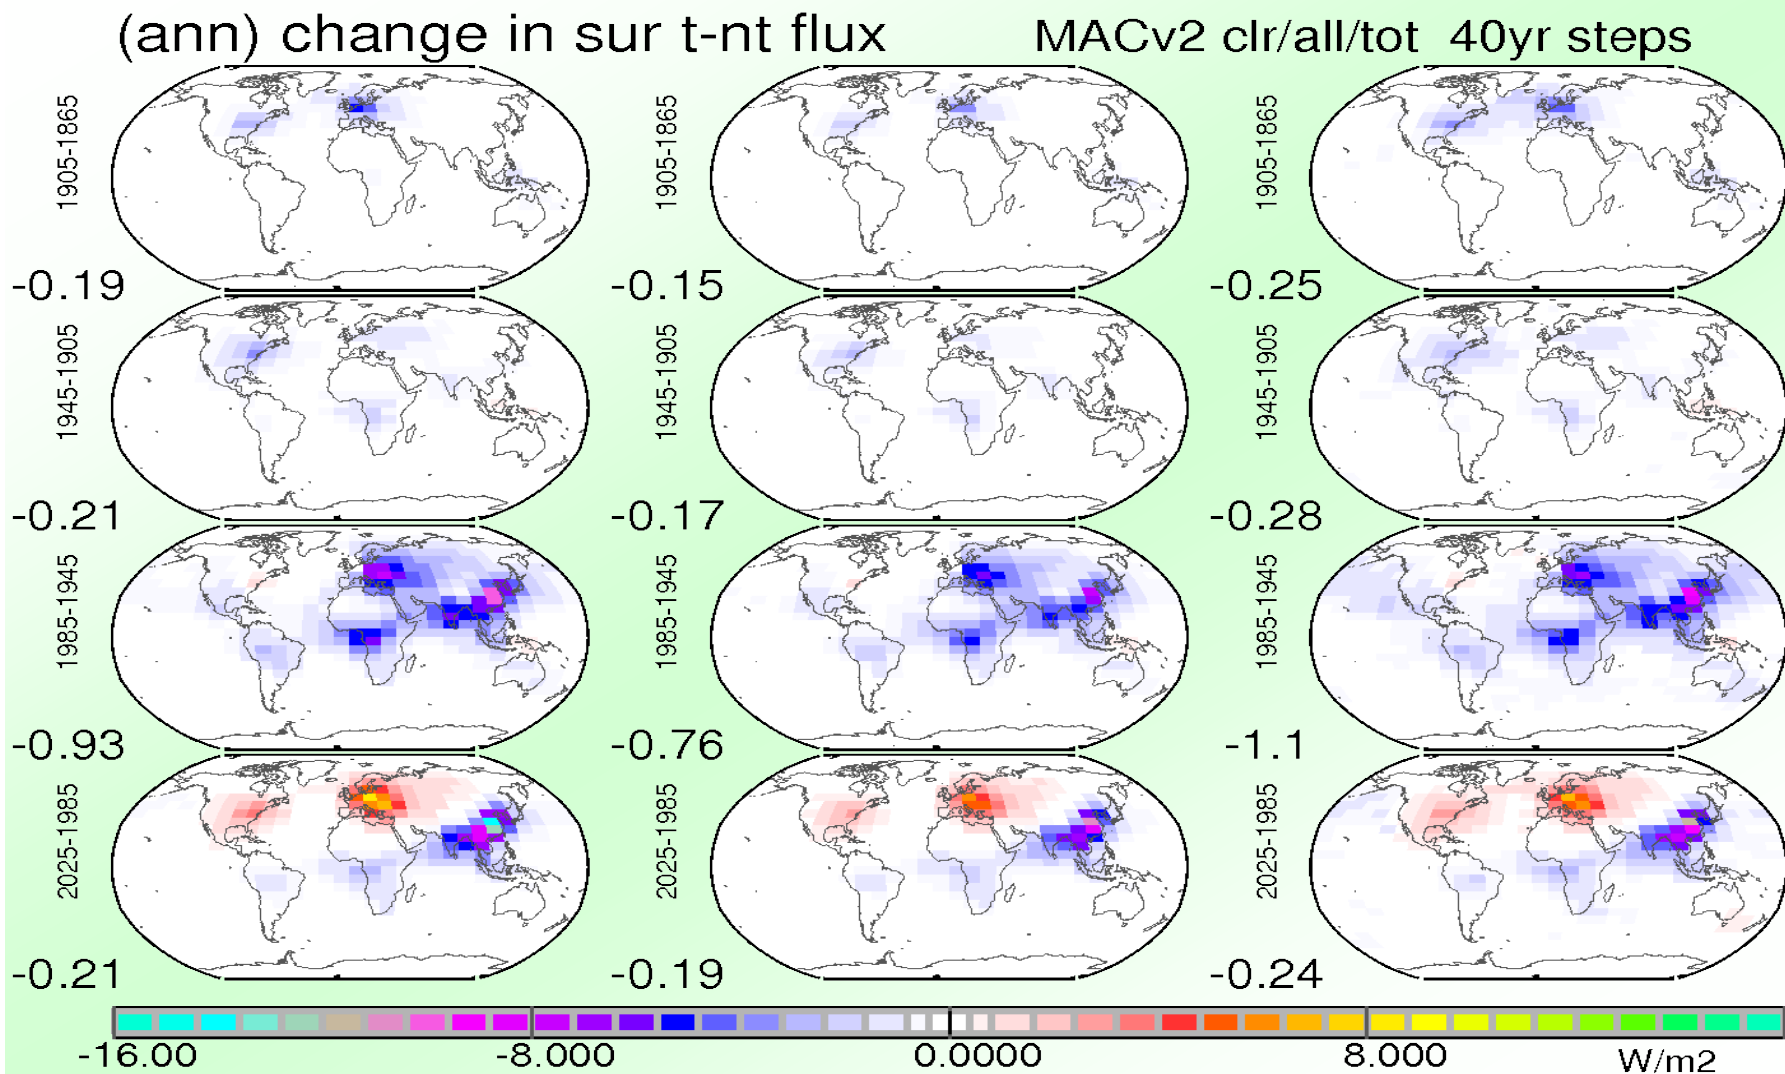 (ann) change in sur t-nt flux MACv2 clr/all/tot 40yr steps
1905-1865 1905-1865 1905-1865
-0.19 -0.15 -0.25
1945-1905 1945-1905 1945-1905
-0.21 -0.17 -0.28
1985-1945 1985-1945 1985-1945
-0.93 -0.76 -1.1
2025-1985 2025-1985 2025-1985
-0.21 -0.19 -0.24
-16.00 -8.000 0.0000 8.000 W/m2